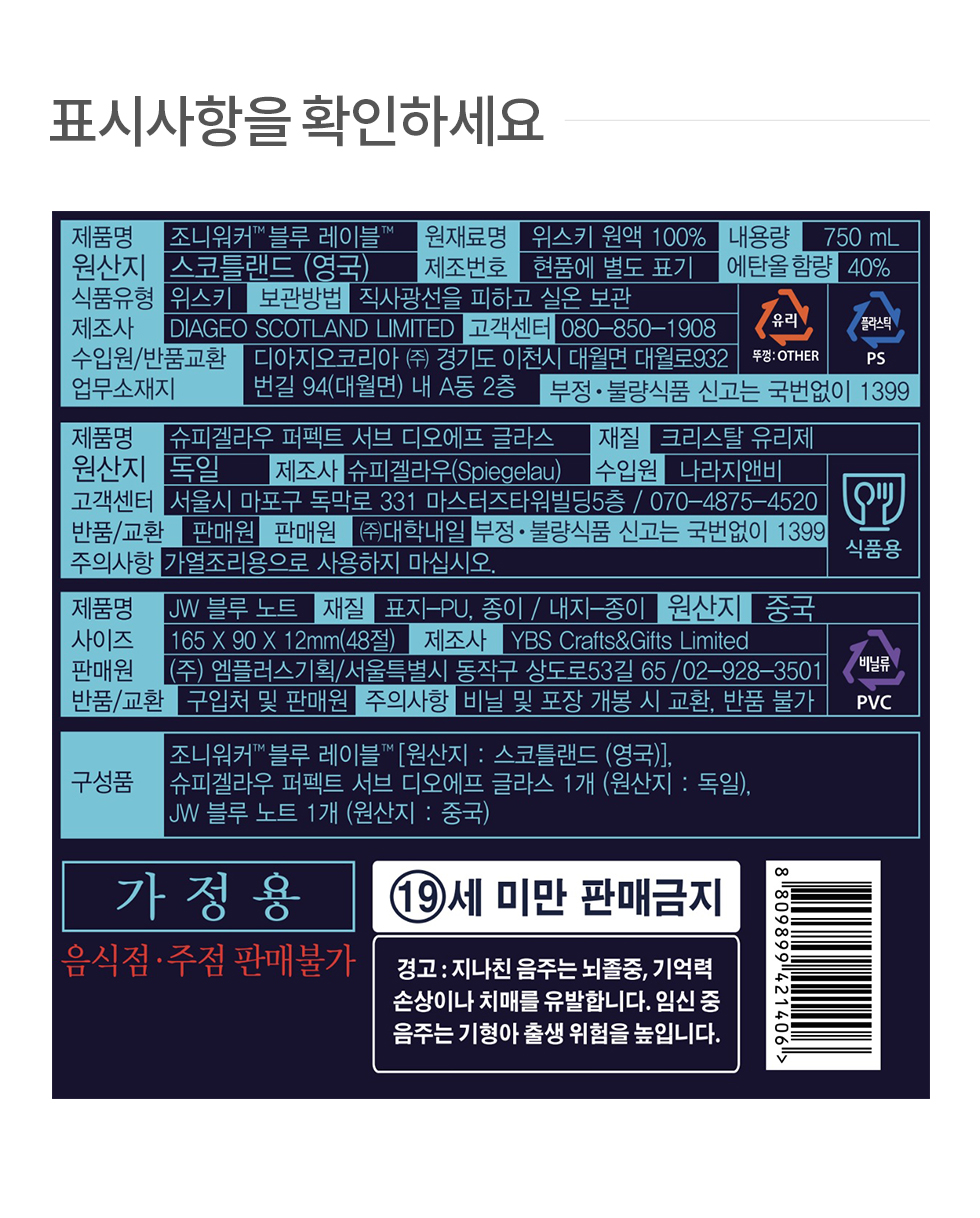 표시사항을 확인하세요
제품명 조니워커™ 블루 레이블™ 원재료명 위스키 원액 100% 내용량 750 mL
원산지 스코틀랜드 (영국) 제조번호 현품에 별도 표기 에탄올 함량 40%
식품유형 위스키 보관방법 직사광선을 피하고 실온 보관
제조사 DIAGEO SCOTLAND LIMITED 고객센터 080-850-1908
유리
뚜껑: OTHER
플라스틱
PS
수입원/반품교환 디아지오코리아 ㈜ 경기도 이천시 대월면 대월로932
업무소재지 번길 94(대월면) 내 A동 2층 부정·불량식품 신고는 국번없이 1399
제품명 슈피겔라우 퍼펙트 서브 디오에프 글라스 재질 크리스탈 유리제
원산지 독일 제조사 슈피겔라우(Spiegelau) 수입원 나라지앤비
고객센터 서울시 마포구 독막로 331 마스터즈타워빌딩5층 / 070-4875-4520
반품/교환 판매원 판매원 ㈜대학내일 부정·불량식품 신고는 국번없이 1399
식품용
주의사항 가열조리용으로 사용하지 마십시오.
제품명 JW 블루 노트 재질 표지-PU, 종이 / 내지-종이 원산지 중국
사이즈 165 X 90 X 12mm(48절) 제조사 YBS Crafts&Gifts Limited
판매원 (주) 엠플러스기획/서울특별시 동작구 상도로53길 65 /02-928-3501
반품/교환 구입처 및 판매원 주의사항 비닐 및 포장 개봉 시 교환, 반품 불가
비닐류
PVC
구성품
조니워커™ 블루 레이블™ [원산지 : 스코틀랜드 (영국)],
슈피겔라우 퍼펙트 서브 디오에프 글라스 1개 (원산지 : 독일),
JW 블루 노트 1개 (원산지 : 중국)
가정용
음식점·주점 판매불가
⑲세 미만 판매금지
경고 : 지나친 음주는 뇌졸중, 기억력
손상이나 치매를 유발합니다. 임신 중
음주는 기형아 출생 위험을 높입니다.
8 809899 421406 >